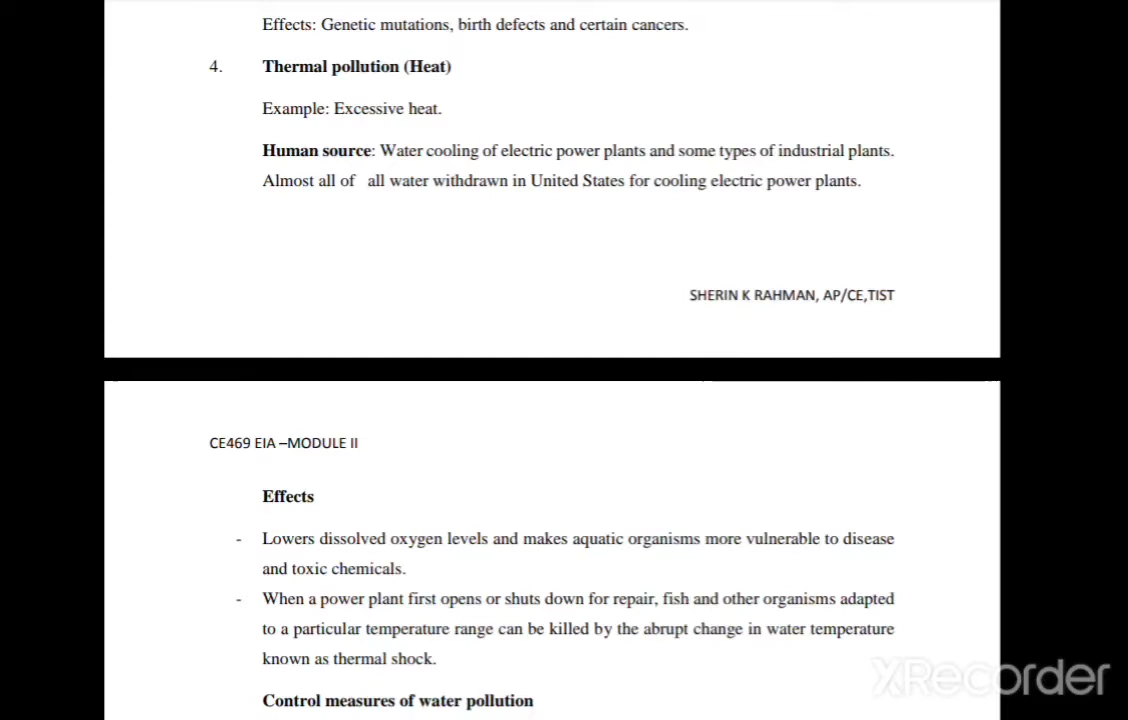 Effects: Genetic mutations, birth defects and certain cancers.
4. Thermal pollution (Heat)
Example: Excessive heat.
Human source: Water cooling of electric power plants and some types of industrial plants.
Almost all of all water withdrawn in United States for cooling electric power plants.
SHERIN K RAHMAN, AP/CE,TIST
CE469 EIA –MODULE II
Effects
- Lowers dissolved oxygen levels and makes aquatic organisms more vulnerable to disease
and toxic chemicals.
- When a power plant first opens or shuts down for repair, fish and other organisms adapted
to a particular temperature range can be killed by the abrupt change in water temperature
known as thermal shock.
Control measures of water pollution
XRecorder